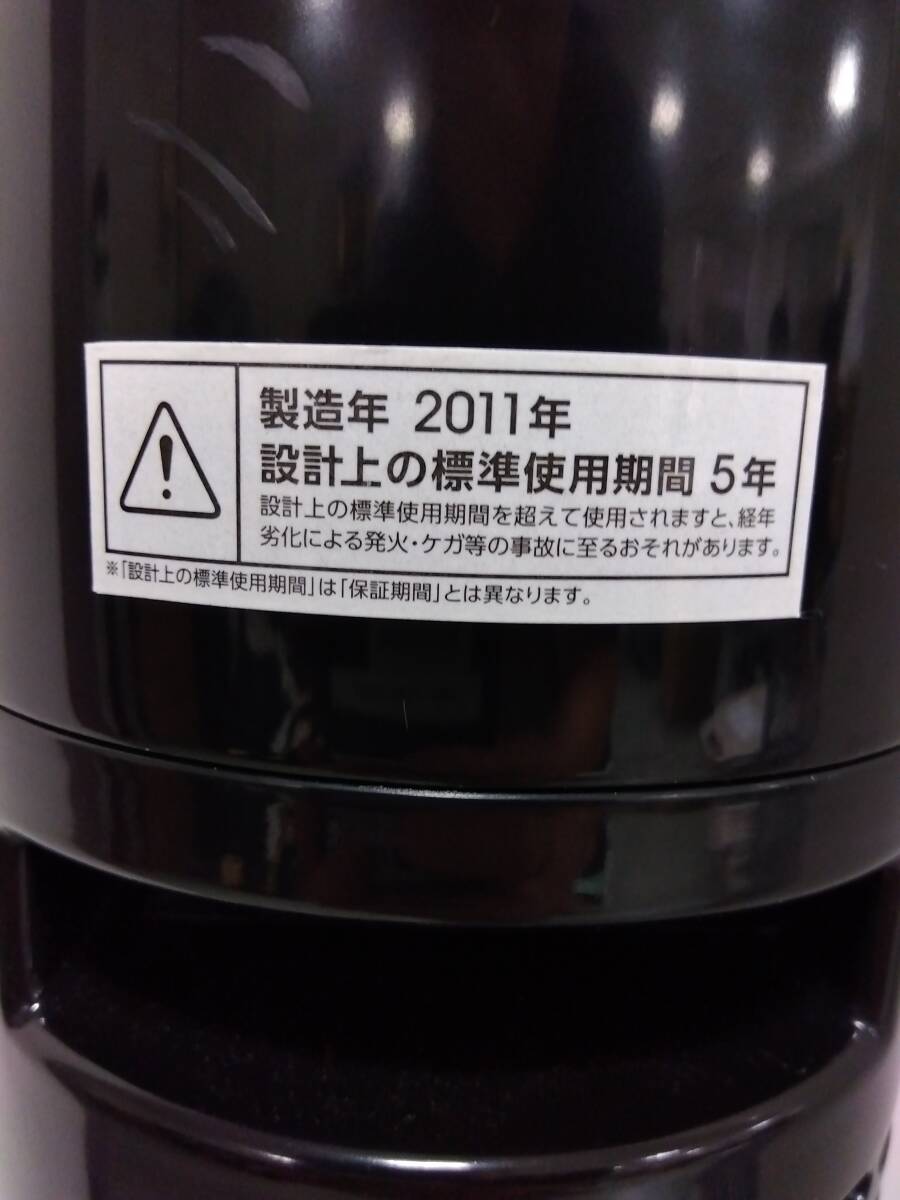 製造年 2011年
設計上の標準使用期間 5年
設計上の標準使用期間を超えて使用されますと、経年
劣化による発火・ケガ等の事故に至るおそれがあります。
※「設計上の標準使用期間」は「保証期間」とは異なります。